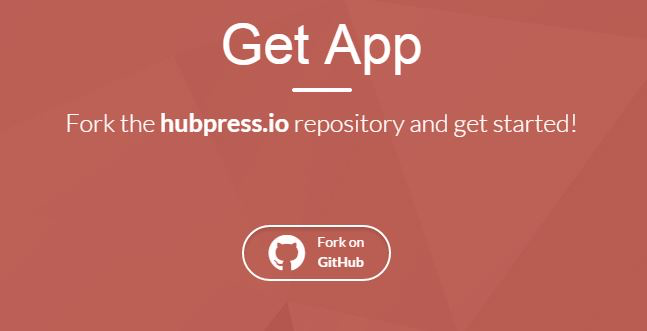 Get App
Fork the hubpress.io repository and get started!
Fork on
GitHub